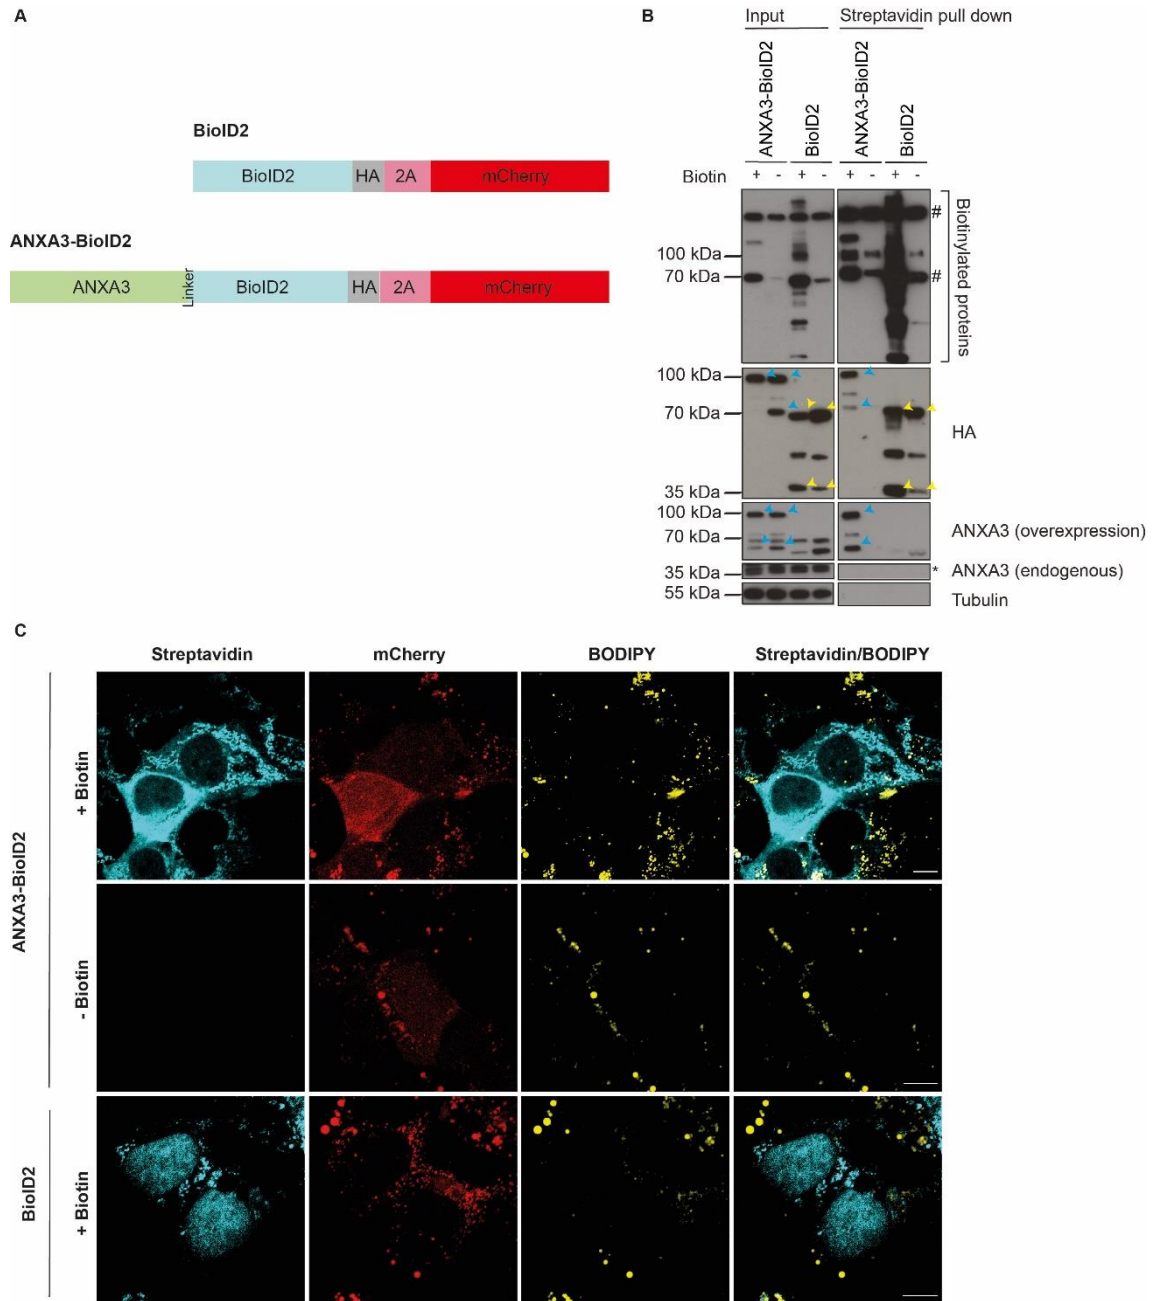 A
BioID2
BioID2 HA 2A mCherry
ANXA3-BioID2
ANXA3 Linker BioID2 HA 2A mCherry
B
Input Streptavidin pull down
ANXA3-BioID2 BioID2 ANXA3-BioID2 BioID2
Biotin + - + - + - + -
#
100 kDa
70 kDa #
Biotinylated proteins
100 kDa
70 kDa
HA
35 kDa
100 kDa
ANXA3 (overexpression)
70 kDa
35 kDa * ANXA3 (endogenous)
55 kDa Tubulin
C
Streptavidin mCherry BODIPY Streptavidin/BODIPY
ANXA3-BioID2
+ Biotin
- Biotin
BioID2
+ Biotin